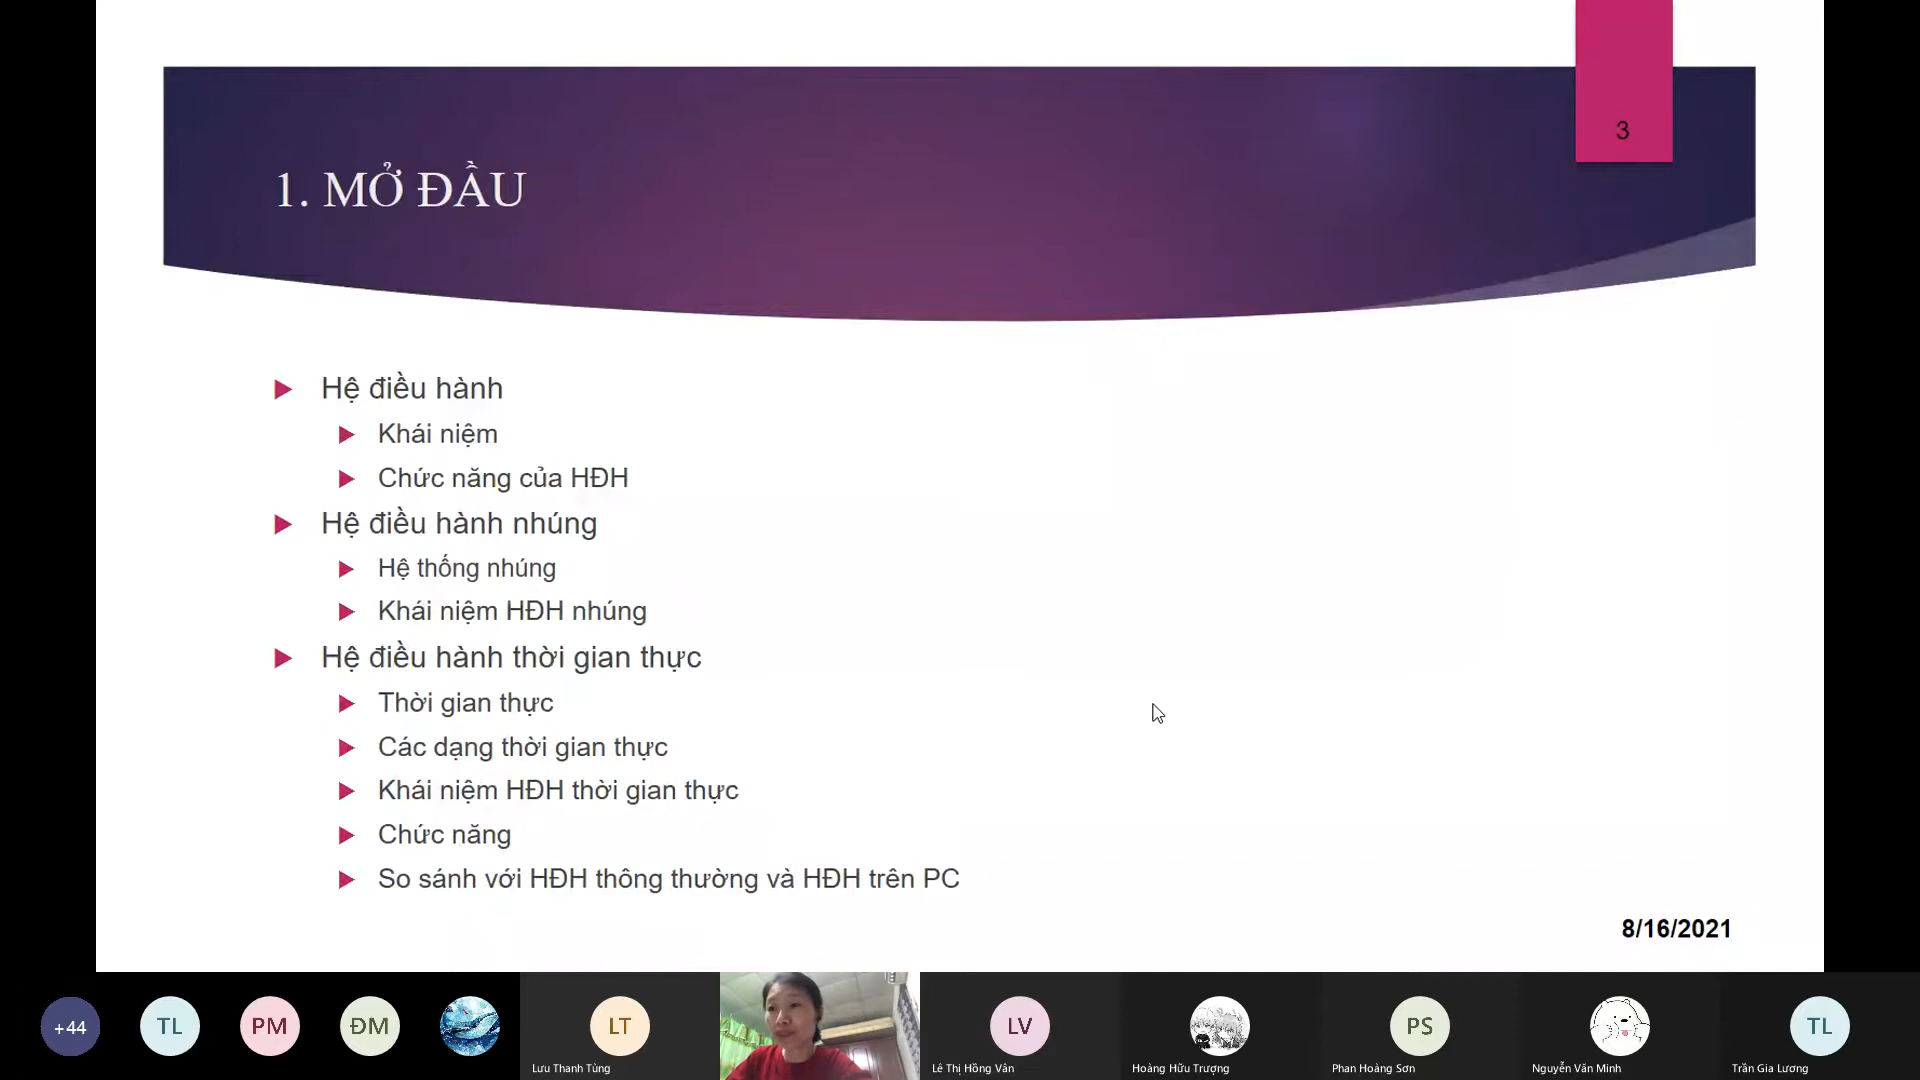 3
1. MỞ ĐẦU
Hệ điều hành
Khái niệm
Chức năng của HĐH
Hệ điều hành nhúng
Hệ thống nhúng
Khái niệm HĐH nhúng
Hệ điều hành thời gian thực
Thời gian thực
Các dạng thời gian thực
Khái niệm HĐH thời gian thực
Chức năng
So sánh với HĐH thông thường và HĐH trên PC
8/16/2021
+44 TL PM ĐM LT LV PS TL
Lưu Thanh Tùng Lê Thị Hồng Vân Hoàng Hữu Trượng Phan Hoàng Sơn Nguyễn Văn Minh Trần Gia Lương